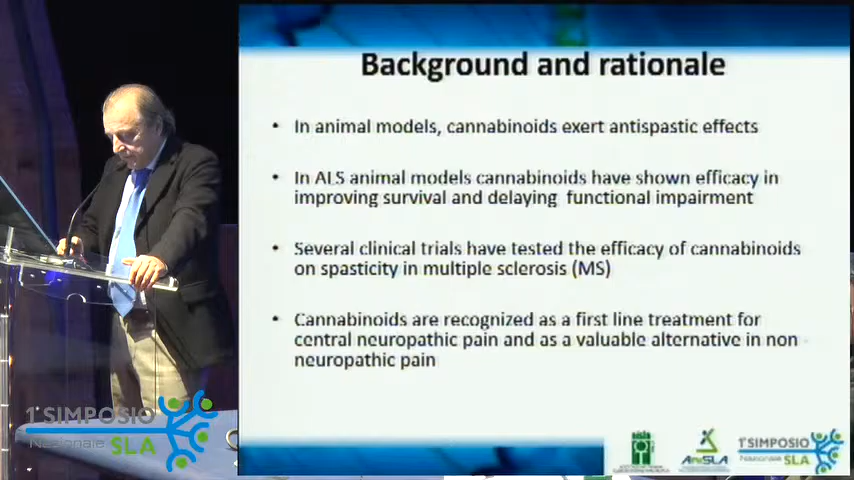 Background and rationale
• In animal models, cannabinoids exert antispastic effects
• In ALS animal models cannabinoids have shown efficacy in
improving survival and delaying functional impairment
• Several clinical trials have tested the efficacy of cannabinoids
on spasticity in multiple sclerosis (MS)
• Cannabinoids are recognized as a first line treatment for
central neuropathic pain and as a valuable alternative in non
neuropathic pain
1°SIMPOSIO
Nazionale SLA
aisla
AriSLA
1°SIMPOSIO
Nazionale SLA